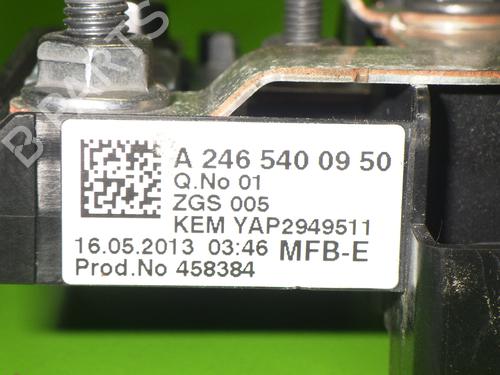 B PARTS
A 246 540 09 50
Q.No 01
ZGS 005
KEM YAP2949511
16.05.2013 03:46 MFB-E
Prod.No 458384